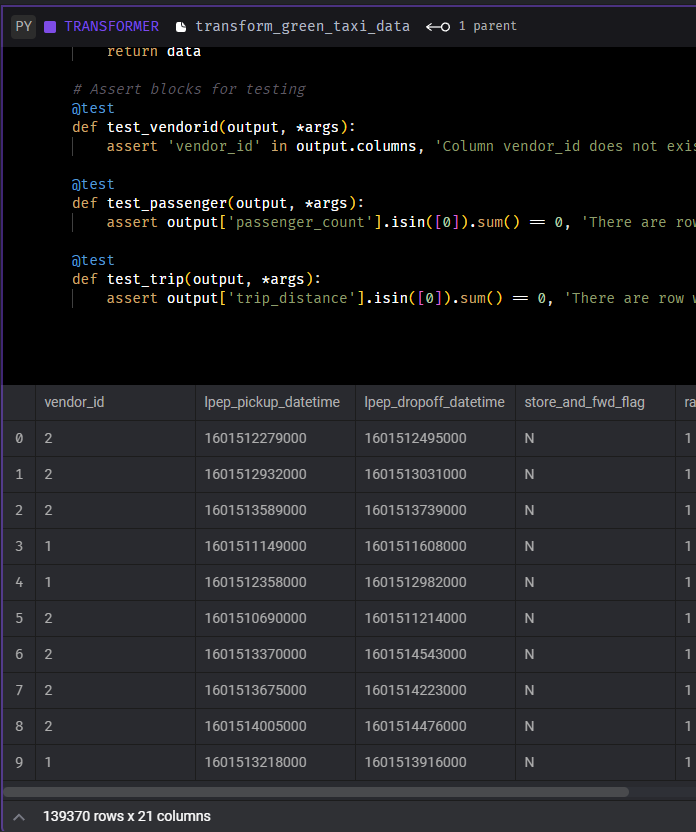 PY TRANSFORMER transform_green_taxi_data 1 parent
return data
# Assert blocks for testing
@test
def test_vendorid(output, *args):
assert 'vendor_id' in output.columns, 'Column vendor_id does not exis
@test
def test_passenger(output, *args):
assert output['passenger_count'].isin([0]).sum() == 0, 'There are row
@test
def test_trip(output, *args):
assert output['trip_distance'].isin([0]).sum() == 0, 'There are row w
vendor_id lpep_pickup_datetime lpep_dropoff_datetime store_and_fwd_flag ra
0 2 1601512279000 1601512495000 N 1
1 2 1601512932000 1601513031000 N 1
2 2 1601513589000 1601513739000 N 1
3 1 1601511149000 1601511608000 N 1
4 1 1601512358000 1601512982000 N 1
5 2 1601510690000 1601511214000 N 1
6 2 1601513370000 1601514543000 N 1
7 2 1601513675000 1601514223000 N 1
8 2 1601514005000 1601514476000 N 1
9 1 1601513218000 1601513916000 N 1
139370 rows x 21 columns